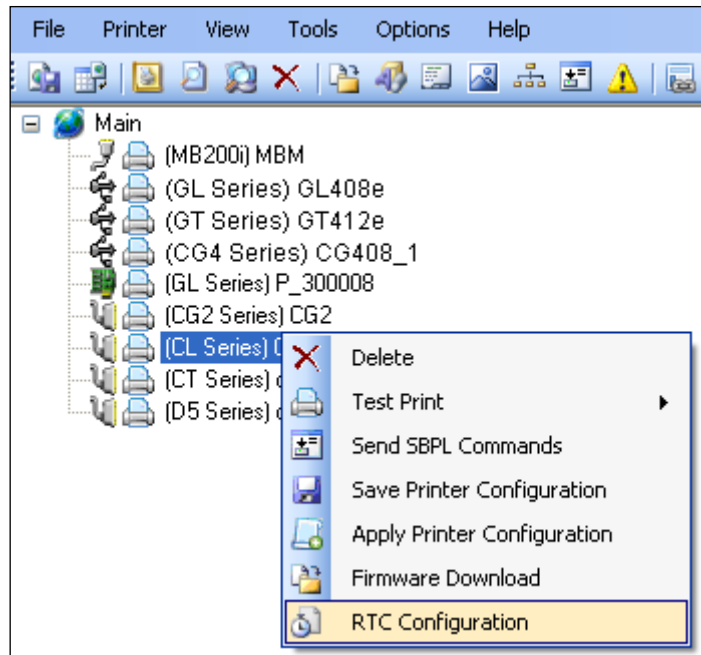 File Printer View Tools Options Help
Main
(MB200i) MBM
(GL Series) GL408e
(GT Series) GT412e
(CG4 Series) CG408_1
(GL Series) P_300008
(CG2 Series) CG2
(CL Series)
(CT Series)
(D5 Series)
Delete
Test Print
Send SBPL Commands
Save Printer Configuration
Apply Printer Configuration
Firmware Download
RTC Configuration